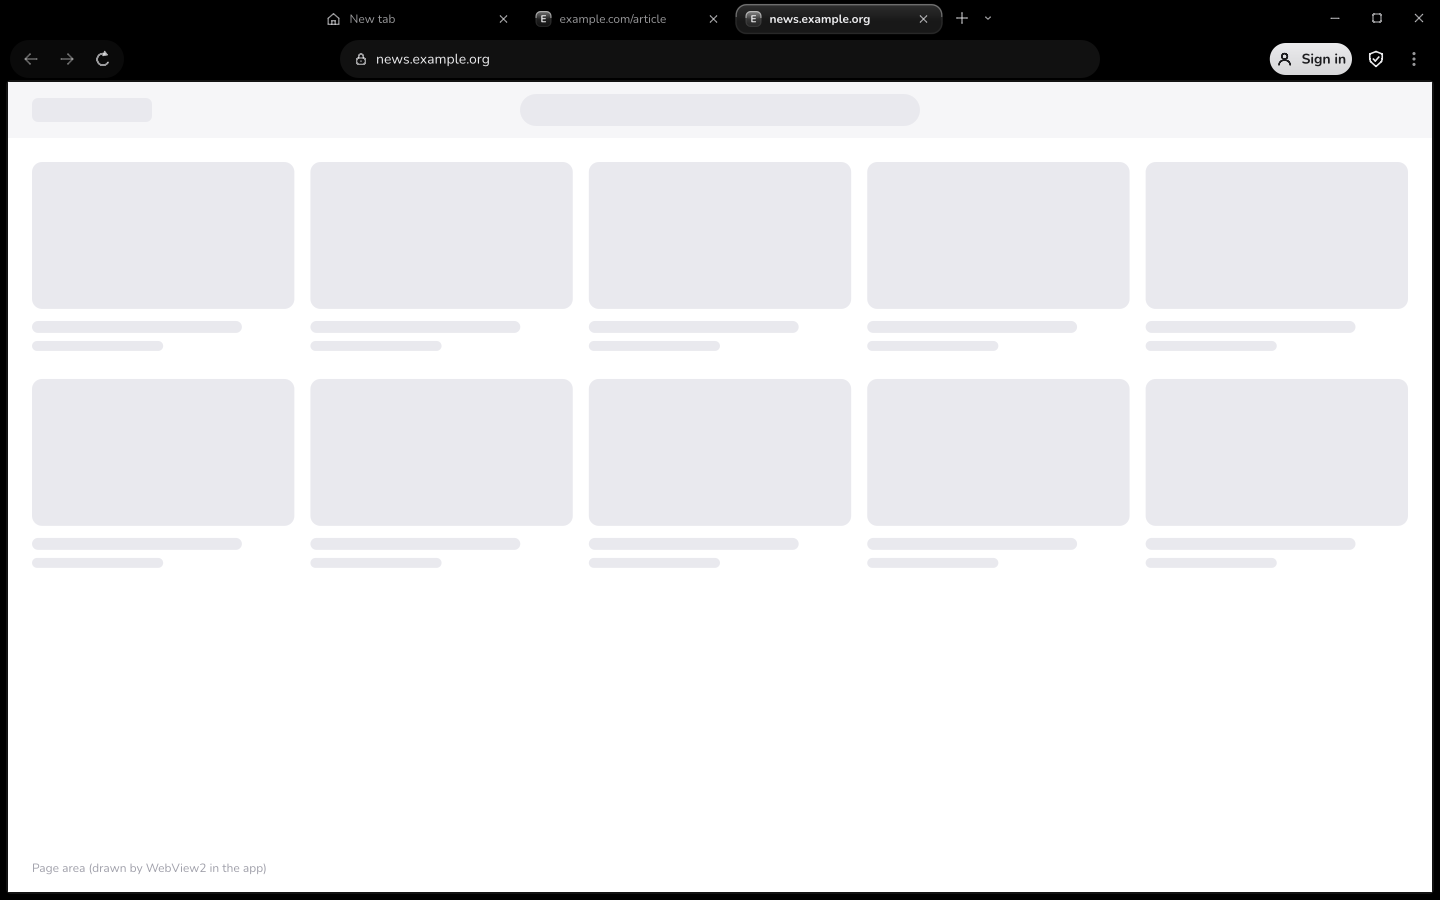 New tab
E example.com/article
E news.example.org
news.example.org
Sign in
Page area (drawn by WebView2 in the app)